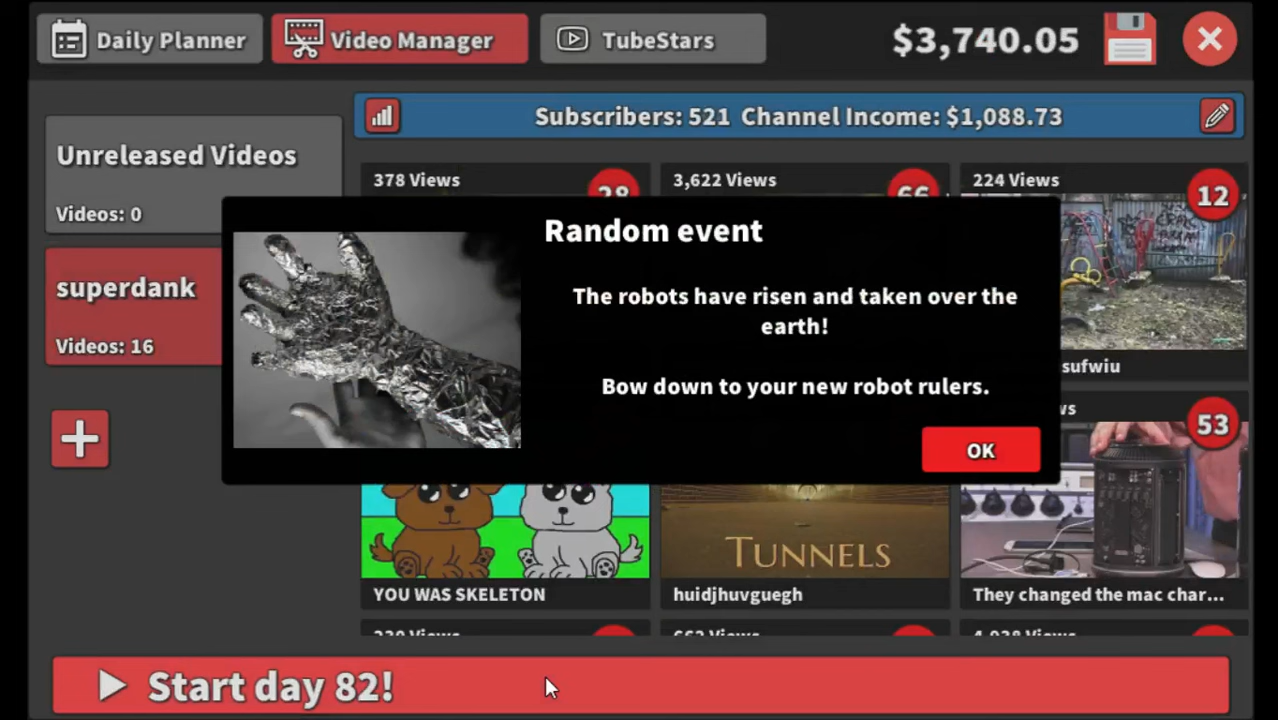 Daily Planner
Video Manager
TubeStars
$3,740.05
Subscribers: 521 Channel Income: $1,088.73
Unreleased Videos
Videos: 0
superdank
Videos: 16
378 Views
28
3,622 Views
66
224 Views
12
Random event
The robots have risen and taken over the
earth!
Bow down to your new robot rulers.
OK
sufwiu
53
TUNNELS
YOU WAS SKELETON
huidjhuvguegh
They changed the mac char...
Start day 82!